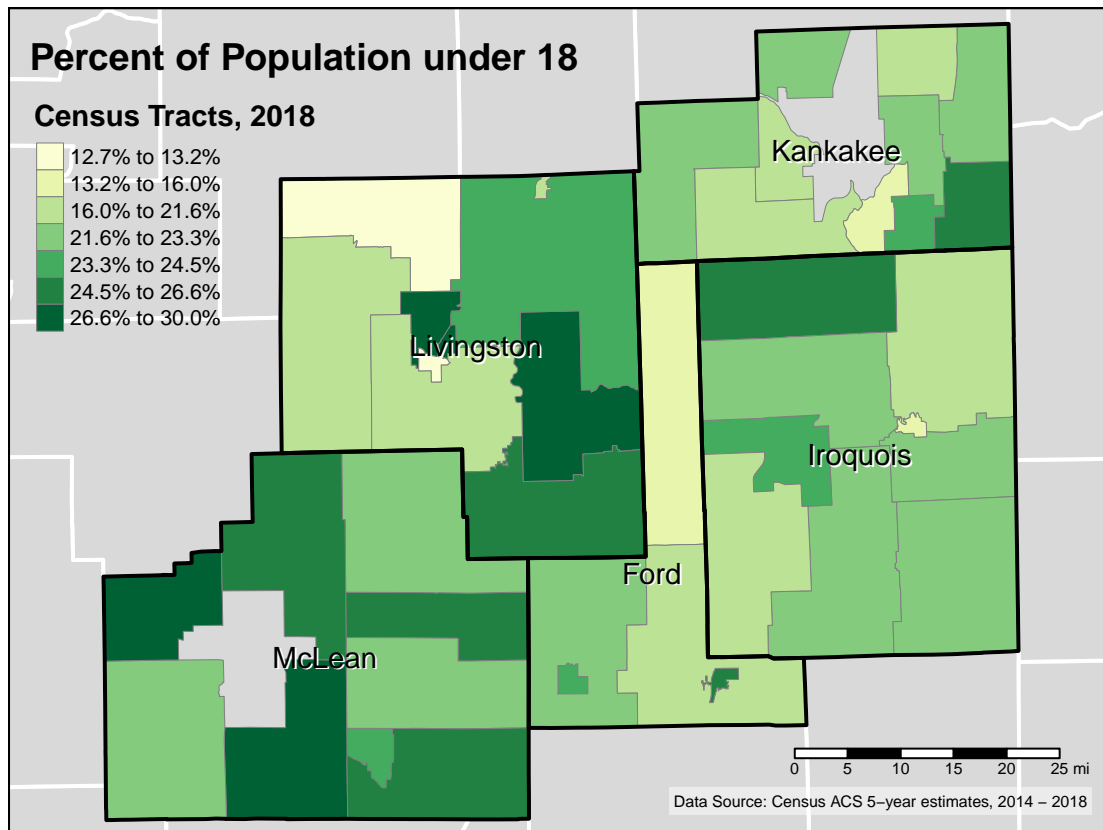 Percent of Population under 18
Census Tracts, 2018
12.7% to 13.2%
13.2% to 16.0%
16.0% to 21.6%
21.6% to 23.3%
23.3% to 24.5%
24.5% to 26.6%
26.6% to 30.0%
Kankakee
Livingston
Iroquois
Ford
McLean
0 5 10 15 20 25 mi
Data Source: Census ACS 5−year estimates, 2014 − 2018